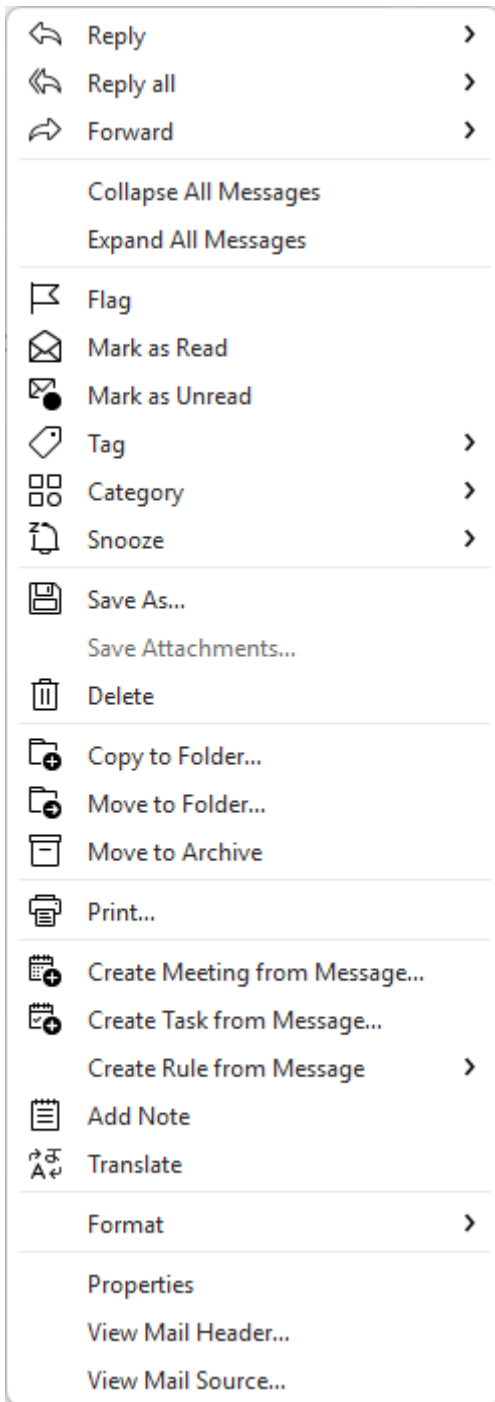 Reply
Reply all
Forward
Collapse All Messages
Expand All Messages
Flag
Mark as Read
Mark as Unread
Tag
Category
Snooze
Save As...
Save Attachments...
Delete
Copy to Folder...
Move to Folder...
Move to Archive
Print...
Create Meeting from Message...
Create Task from Message...
Create Rule from Message
Add Note
Translate
Format
Properties
View Mail Header...
View Mail Source...